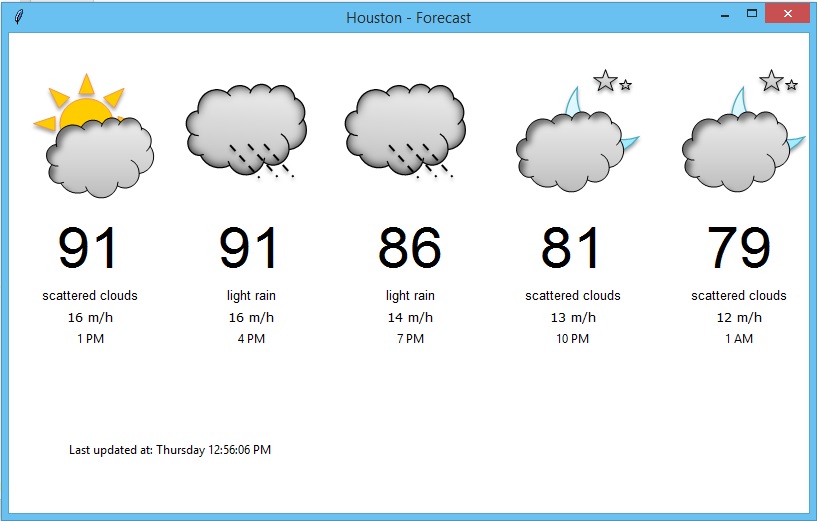 Houston - Forecast
91 91 86 81 79
scattered clouds light rain light rain scattered clouds scattered clouds
16 m/h 16 m/h 14 m/h 13 m/h 12 m/h
1 PM 4 PM 7 PM 10 PM 1 AM
Last updated at: Thursday 12:56:06 PM